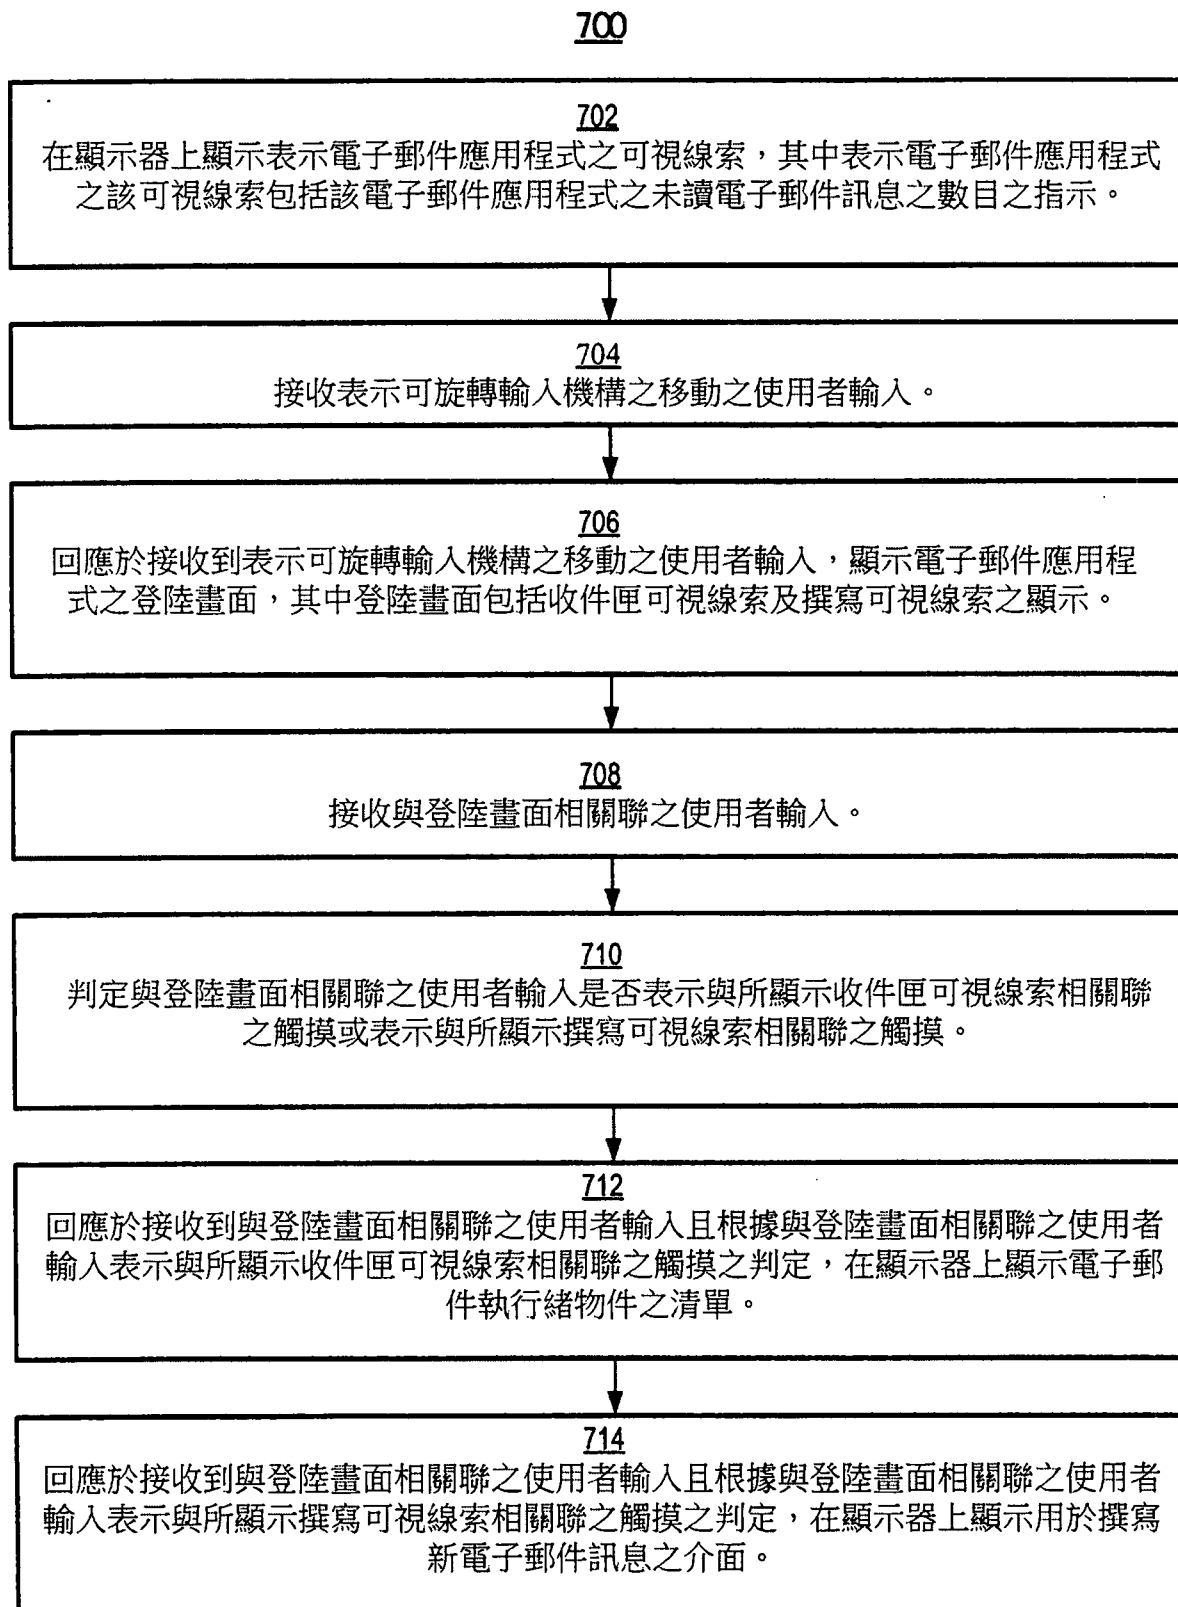 700
702
在顯示器上顯示表示電子郵件應用程式之可視線索，其中表示電子郵件應用程式
之該可視線索包括該電子郵件應用程式之未讀電子郵件訊息之數目之指示。
704
接收表示可旋轉輸入機構之移動之使用者輸入。
706
回應於接收到表示可旋轉輸入機構之移動之使用者輸入，顯示電子郵件應用程
式之登陸畫面，其中登陸畫面包括收件匣可視線索及撰寫可視線索之顯示。
708
接收與登陸畫面相關聯之使用者輸入。
710
判定與登陸畫面相關聯之使用者輸入是否表示與所顯示收件匣可視線索相關聯
之觸摸或表示與所顯示撰寫可視線索相關聯之觸摸。
712
回應於接收到與登陸畫面相關聯之使用者輸入且根據與登陸畫面相關聯之使用者
輸入表示與所顯示收件匣可視線索相關聯之觸摸之判定，在顯示器上顯示電子郵
件執行緒物件之清單。
714
回應於接收到與登陸畫面相關聯之使用者輸入且根據與登陸畫面相關聯之使用者
輸入表示與所顯示撰寫可視線索相關聯之觸摸之判定，在顯示器上顯示用於撰寫
新電子郵件訊息之介面。